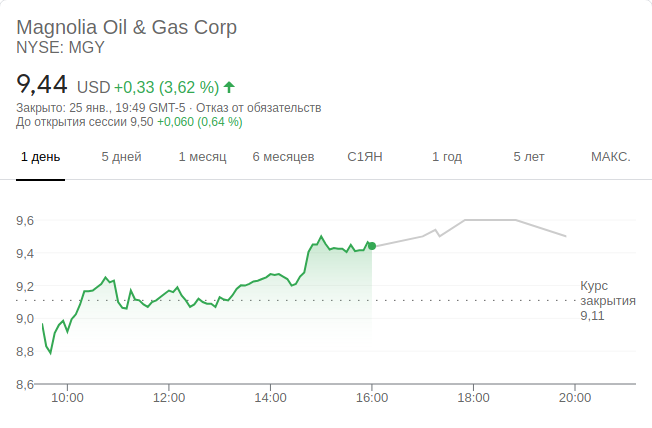 Magnolia Oil & Gas Corp
NYSE: MGY
9,44 USD +0,33 (3,62 %)
Закрыто: 25 янв., 19:49 GMT-5 · Отказ от обязательств
До открытия сессии 9,50 +0,060 (0,64 %)
1 день 5 дней 1 месяц 6 месяцев С1ЯН 1 год 5 лет МАКС.
9,6
9,4
9,2
9,0
8,8
8,6
Курс
закрытия
9,11
10:00 12:00 14:00 16:00 18:00 20:00